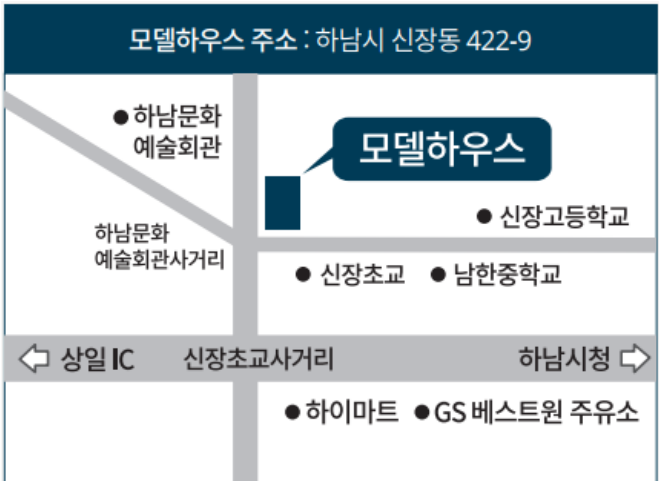 모델하우스 주소 : 하남시 신장동 422-9
● 하남문화
예술회관
모델하우스
● 신장고등학교
하남문화
예술회관사거리
● 신장초교 ● 남한중학교
상일 IC 신장초교사거리 하남시청
● 하이마트 ● GS 베스트원 주유소